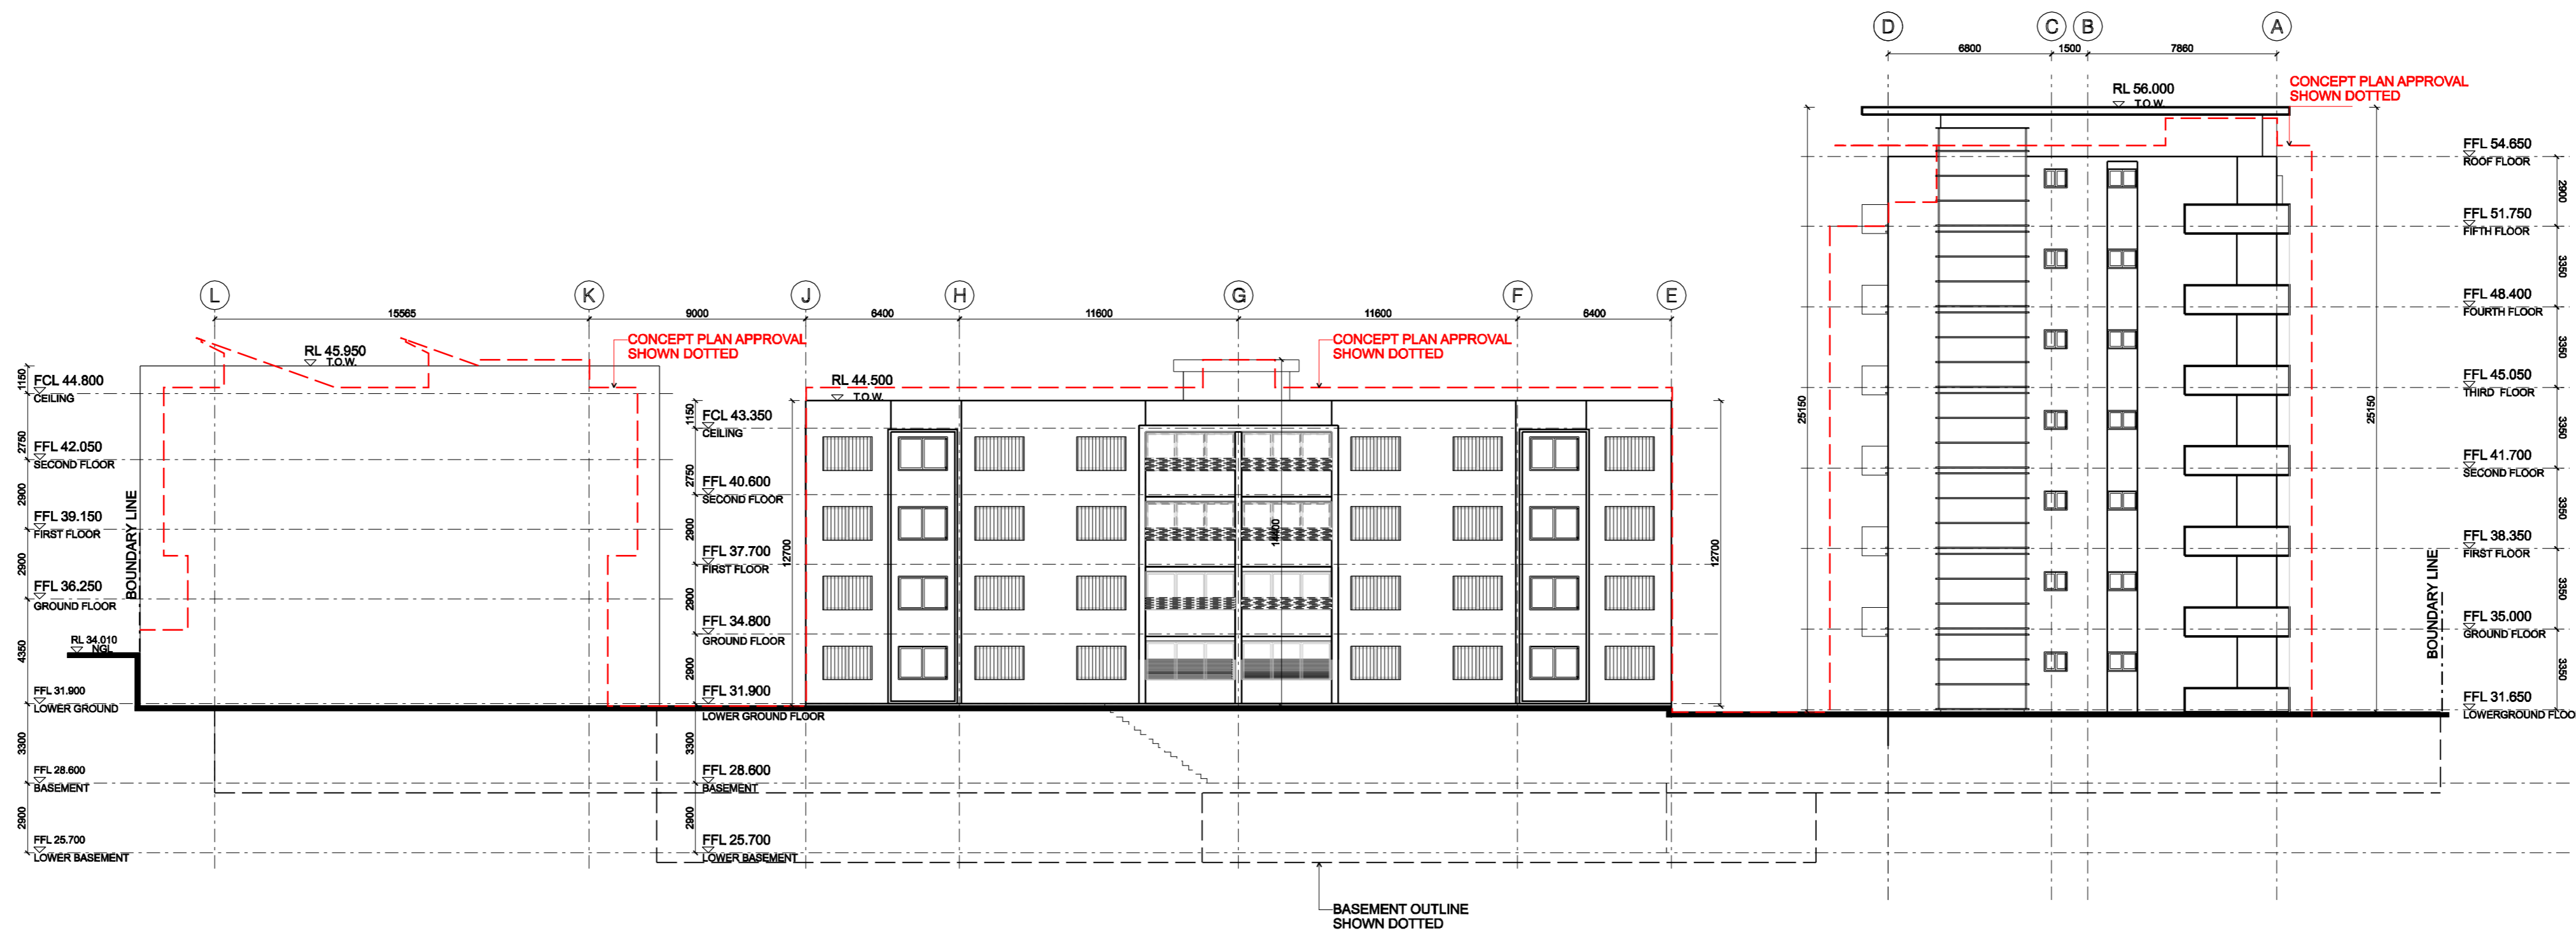 D
C
B
A
6800
1500
7860
CONCEPT PLAN APPROVAL
SHOWN DOTTED
RL 56.000
T.O.W.
FFL 54.650
ROOF FLOOR
2900
FFL 51.750
FIFTH FLOOR
3350
FFL 48.400
FOURTH FLOOR
3350
FFL 45.050
THIRD FLOOR
3350
FFL 41.700
SECOND FLOOR
3350
FFL 38.350
FIRST FLOOR
3350
FFL 35.000
GROUND FLOOR
3350
FFL 31.650
LOWERGROUND FLOO
25150
25150
BOUNDARY LINE
L
K
J
H
G
F
E
15565
9000
6400
11600
11600
6400
CONCEPT PLAN APPROVAL
SHOWN DOTTED
CONCEPT PLAN APPROVAL
SHOWN DOTTED
RL 45.950
T.O.W.
RL 44.500
T.O.W.
1150
FCL 44.800
CEILING
2750
FFL 42.050
SECOND FLOOR
2900
FFL 39.150
FIRST FLOOR
2900
FFL 36.250
GROUND FLOOR
RL 34.010
NGL
4350
FFL 31.900
LOWER GROUND
3300
FFL 28.600
BASEMENT
2900
FFL 25.700
LOWER BASEMENT
BOUNDARY LINE
1150
FCL 43.350
CEILING
2750
FFL 40.600
SECOND FLOOR
2900
FFL 37.700
FIRST FLOOR
2900
FFL 34.800
GROUND FLOOR
2900
FFL 31.900
LOWER GROUND FLOOR
3300
FFL 28.600
BASEMENT
2900
FFL 25.700
LOWER BASEMENT
12700
14400
12700
BASEMENT OUTLINE
SHOWN DOTTED